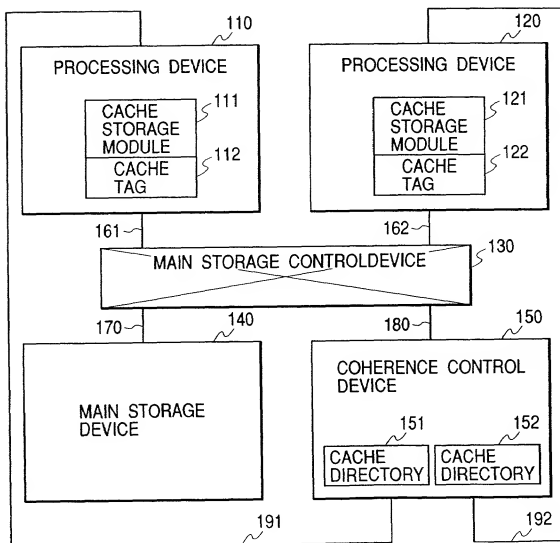 110
120
PROCESSING DEVICE
CACHE
STORAGE
MODULE
111
CACHE
TAG
112
PROCESSING DEVICE
CACHE
STORAGE
MODULE
121
CACHE
TAG
122
161
162
130
MAIN STORAGE CONTROLDEVICE
170
140
180
150
MAIN STORAGE
DEVICE
COHERENCE CONTROL
DEVICE
151
152
CACHE
DIRECTORY
CACHE
DIRECTORY
191
192